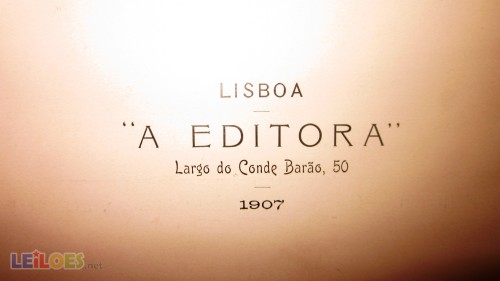 LISBOA
"A EDITORA"
Largo do Conde Barão, 50
1907
LEiLOES.net